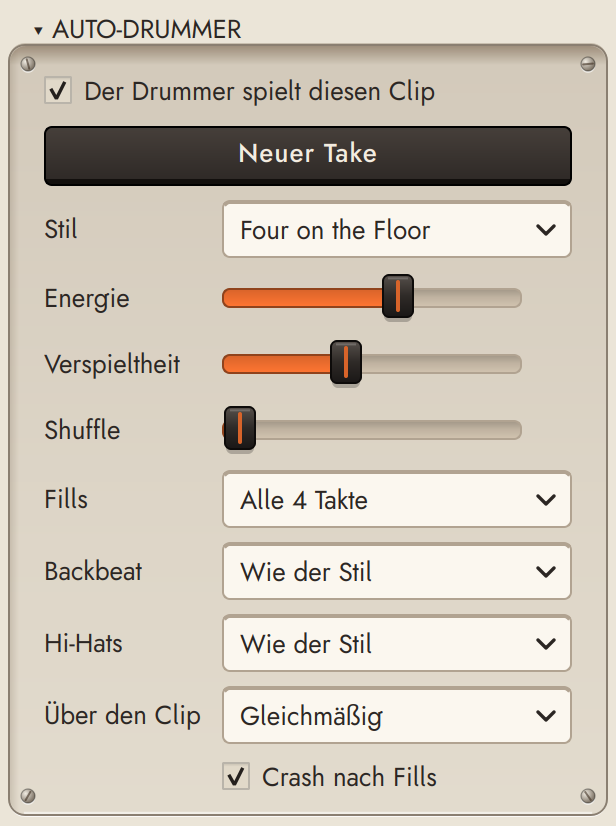 AUTO-DRUMMER
Der Drummer spielt diesen Clip
Neuer Take
Stil Four on the Floor
Energie
Verspieltheit
Shuffle
Fills Alle 4 Takte
Backbeat Wie der Stil
Hi-Hats Wie der Stil
Über den Clip Gleichmäßig
Crash nach Fills